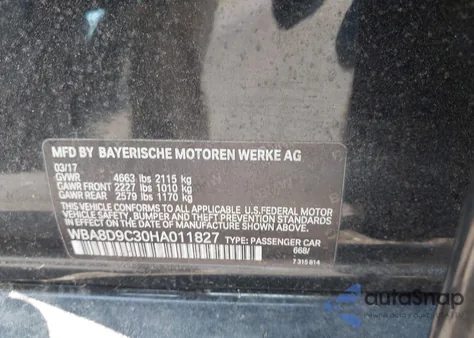 MFD BY BAYERISCHE MOTOREN WERKE AG
03/17
GVWR 4663 lbs 2115 kg
GAWR FRONT 2227 lbs 1010 kg
GAWR REAR 2579 lbs 1170 kg
THIS VEHICLE CONFORMS TO ALL APPLICABLE U.S.FEDERAL MOTOR
VEHICLE SAFETY, BUMPER, AND THEFT PREVENTION STANDARDS IN
EFFECT ON THE DATE OF MANUFACTURE SHOWN ABOVE.
WBA8D9C30HA011827 TYPE: PASSENGER CAR
668/
7 315 814
autoSnap